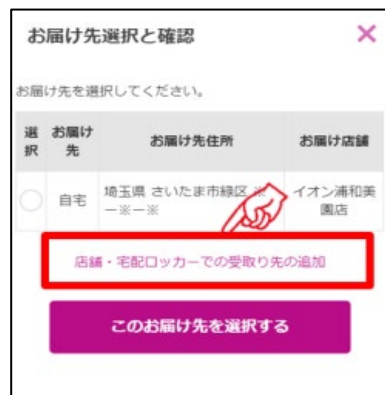 お届け先選択と確認 ×
お届け先を選択してください。
選択 お届け先 お届け先住所 お届け店舗
自宅 埼玉県 さいたま市緑区 ※ー※ー※ イオン浦和美園店
店舗・宅配ロッカーでの受取り先の追加
このお届け先を選択する